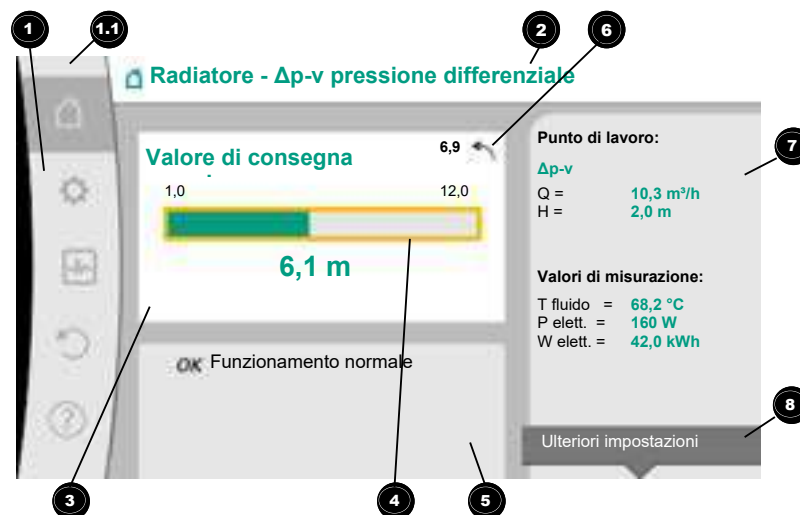 1
1.1
2
6
Radiatore - Δp-v pressione differenziale
Valore di consegna
6,9
1,0
12,0
6,1 m
OK Funzionamento normale
Punto di lavoro:
7
Δp-v
Q = 10,3 m³/h
H = 2,0 m
Valori di misurazione:
T fluido = 68,2 °C
P elett. = 160 W
W elett. = 42,0 kWh
8
Ulteriori impostazioni
3
4
5